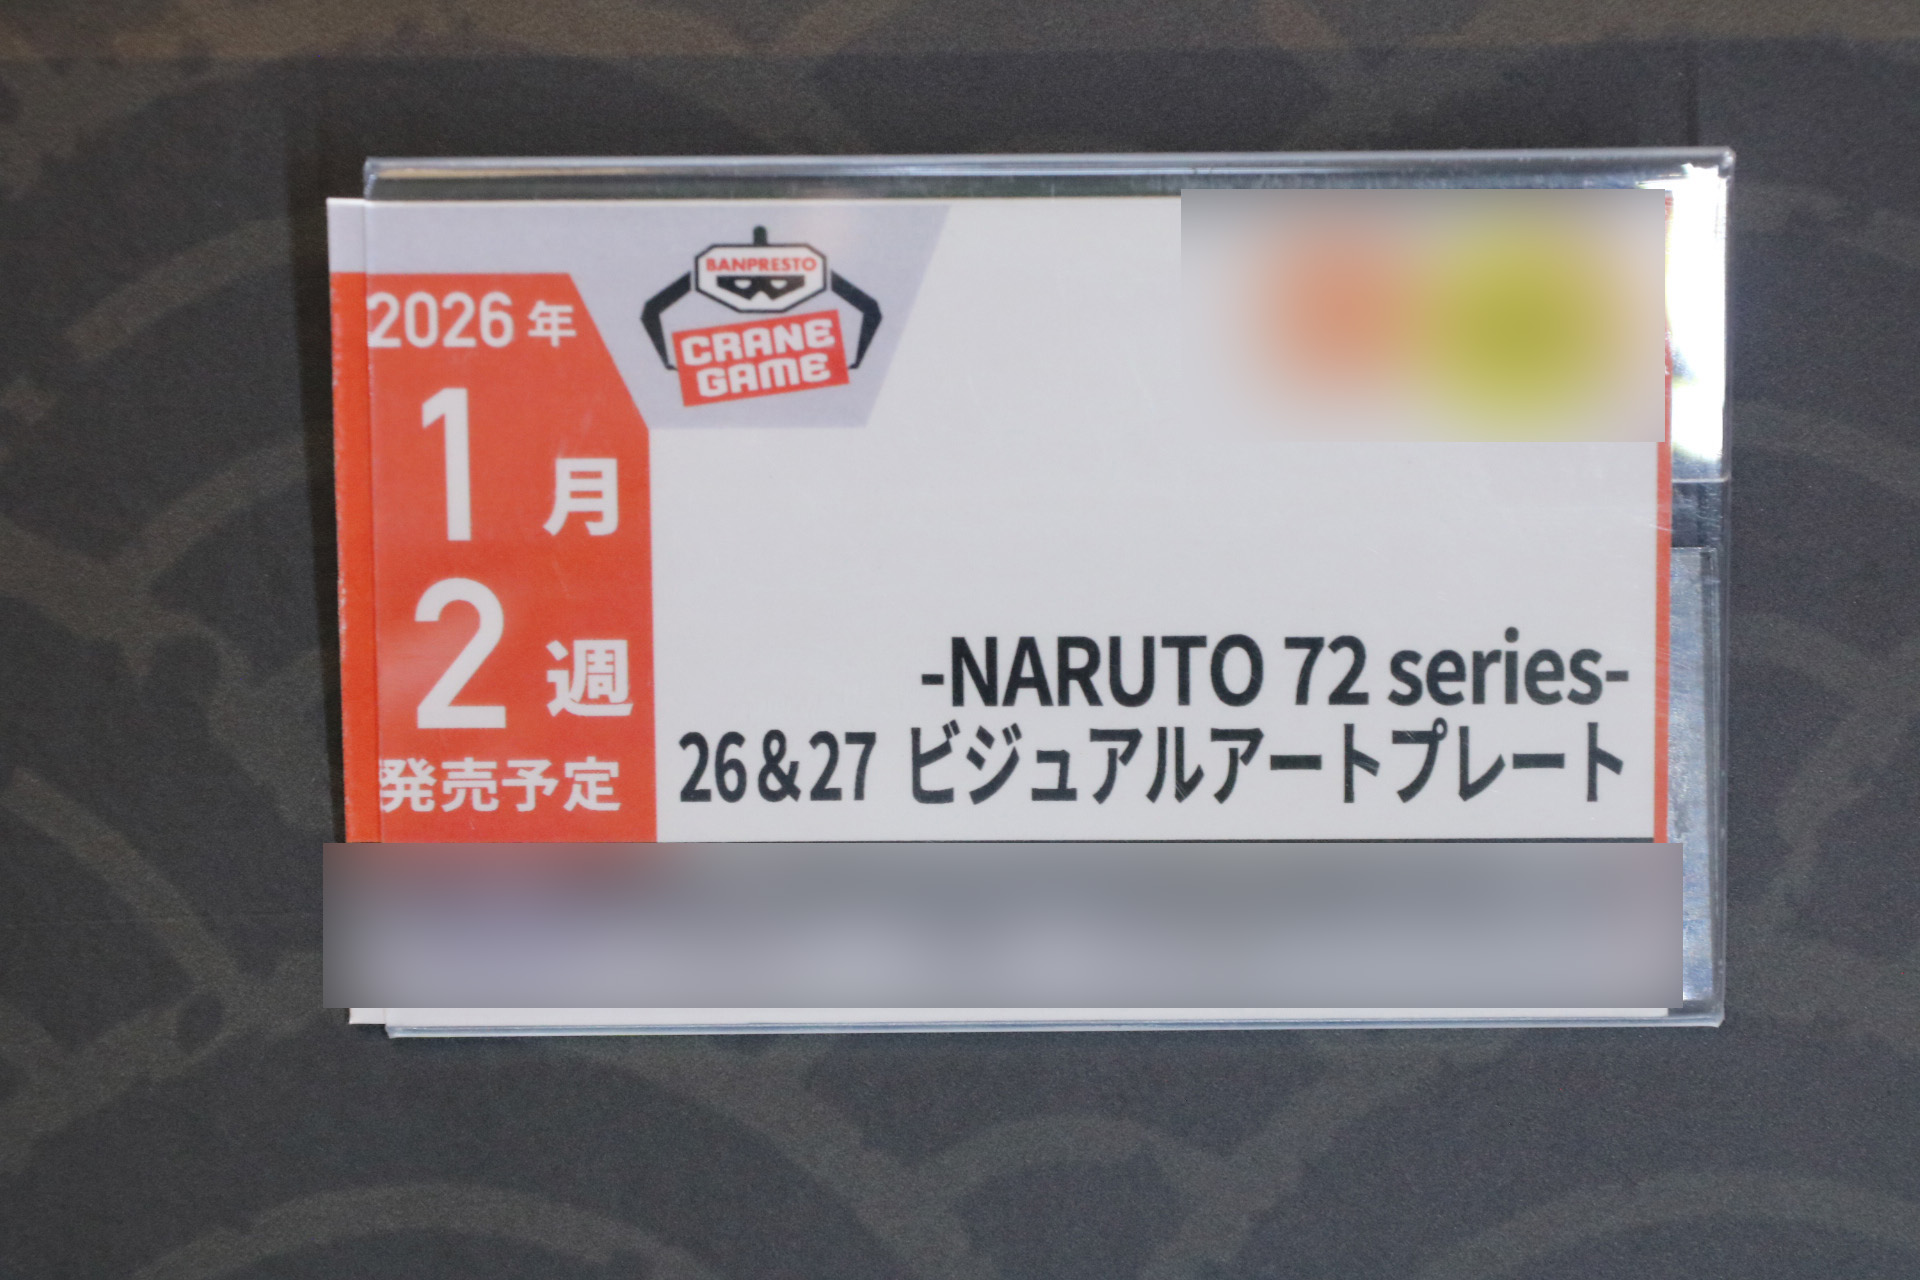 BANPRESTO
CRANE
GAME
2026年
1月
2週
発売予定
-NARUTO 72 series-
26&27 ビジュアルアートプレート